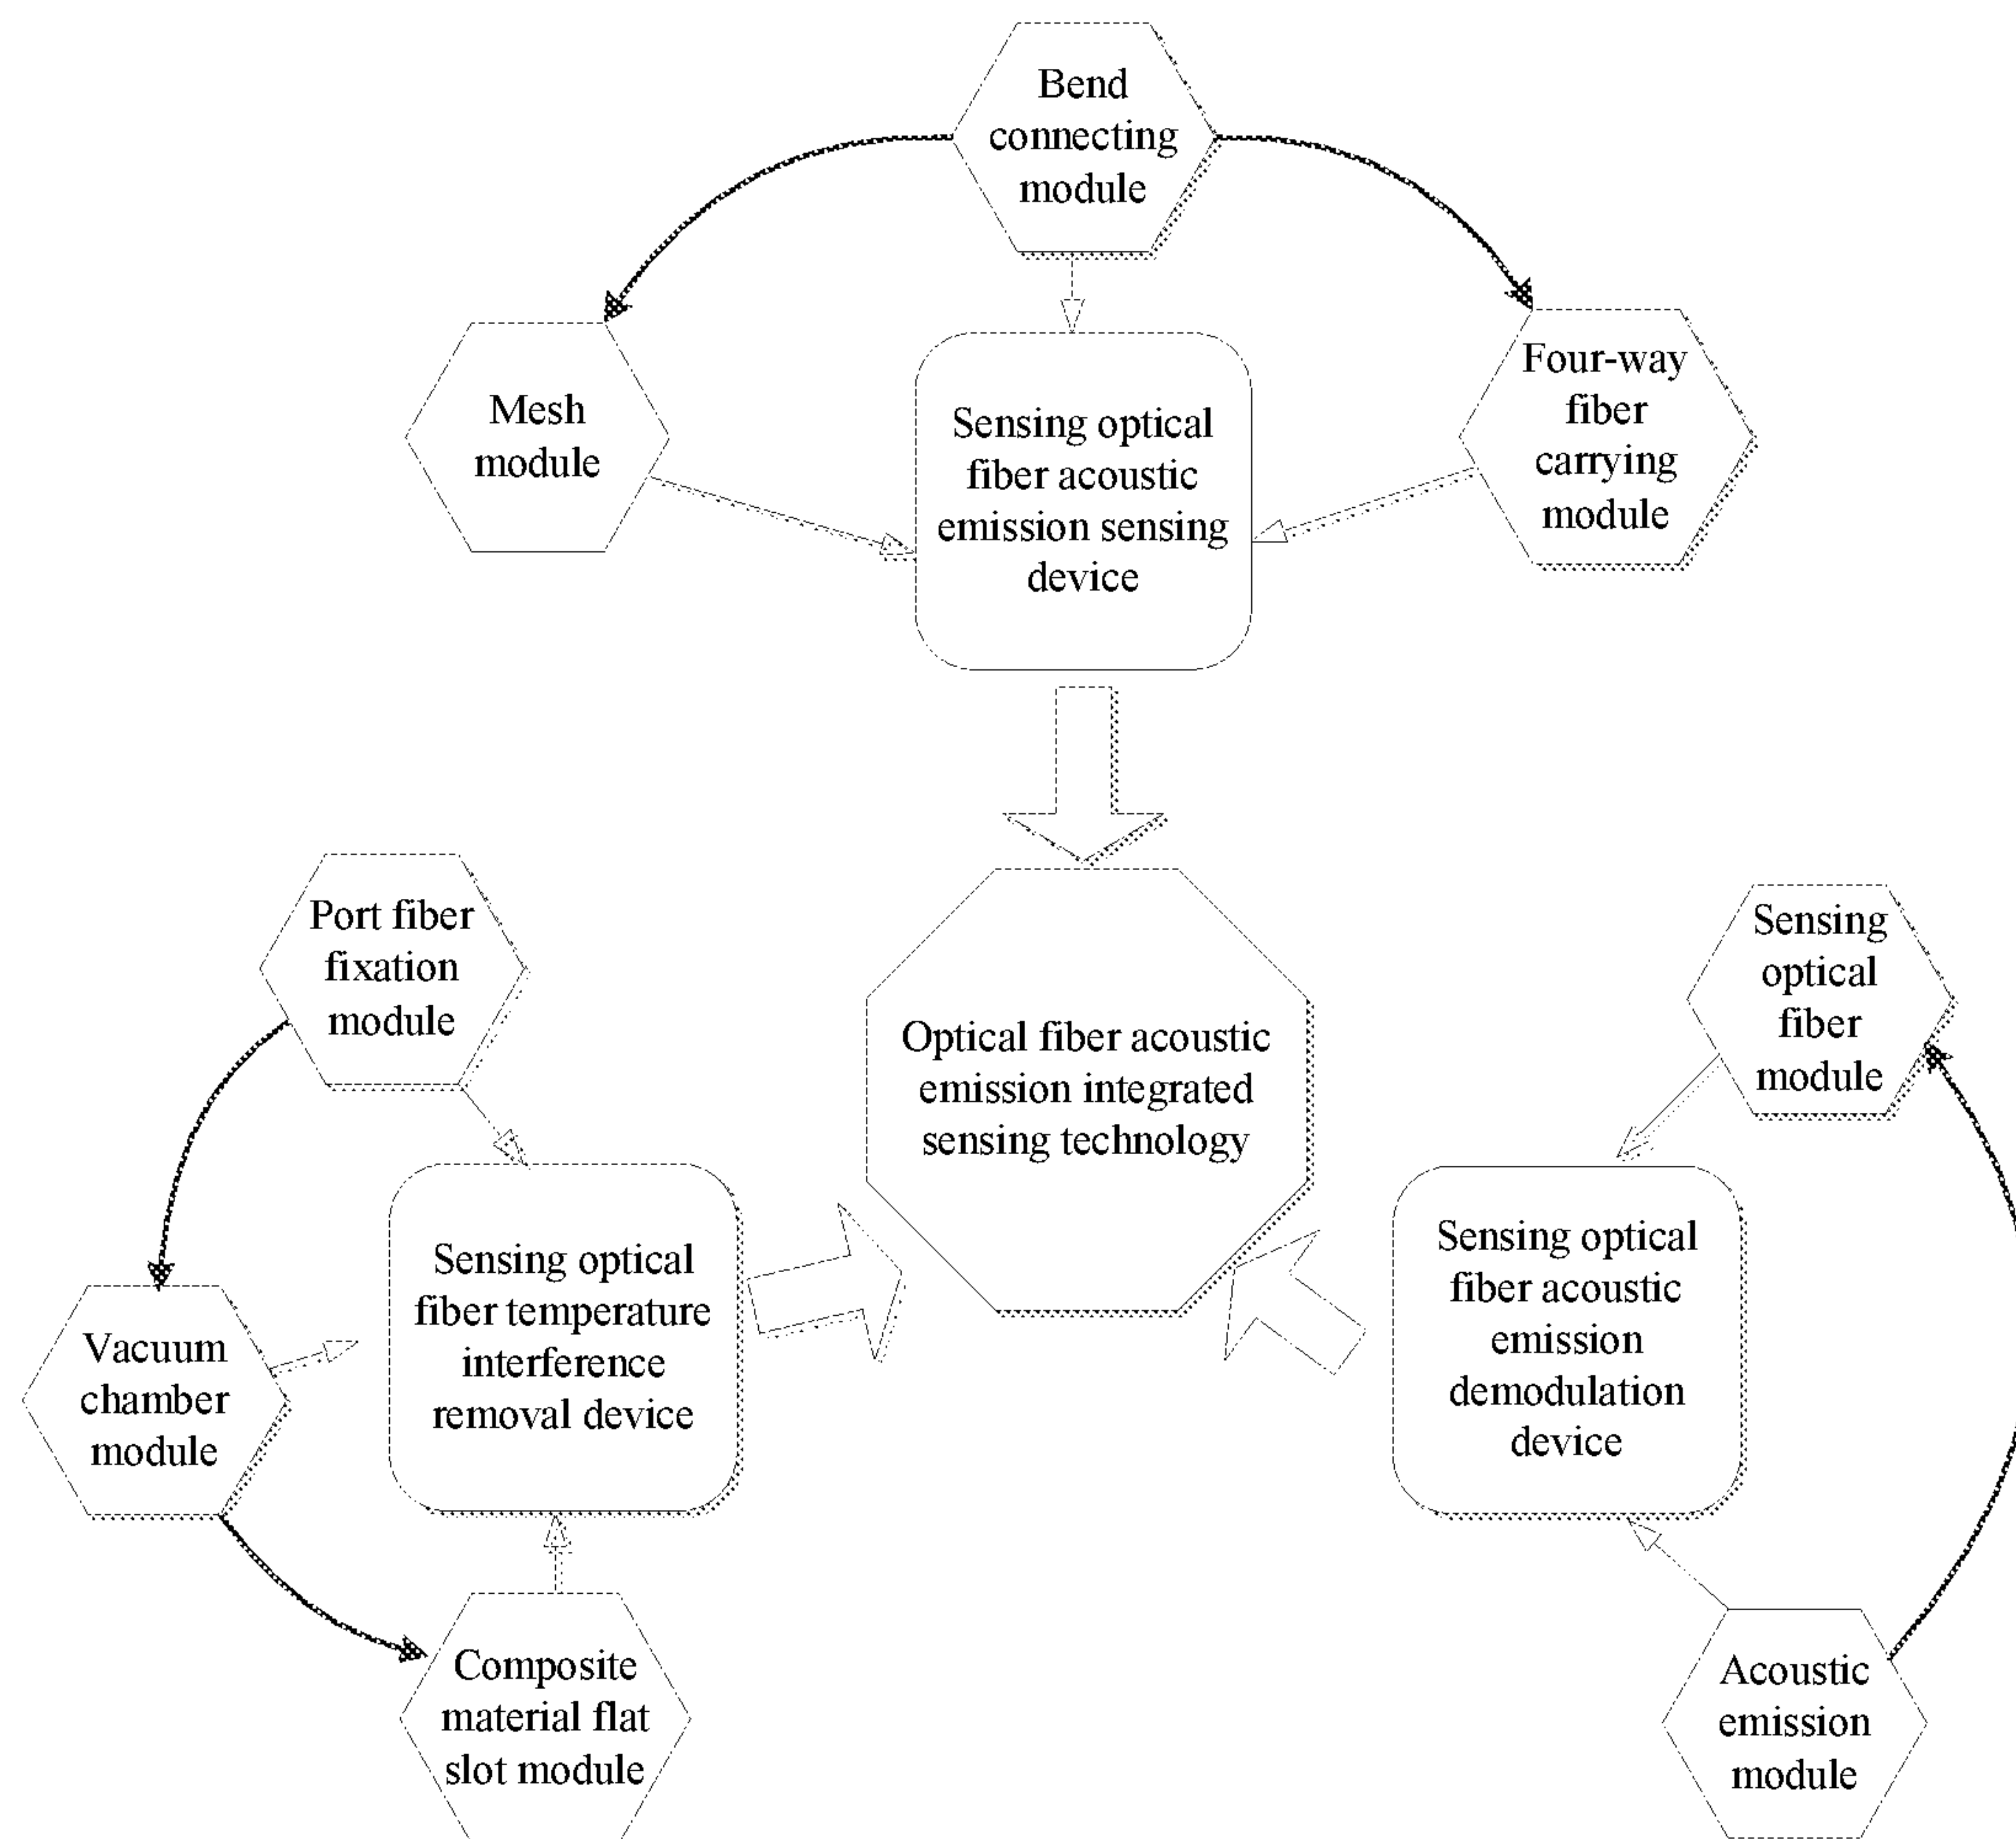 Bend
connecting
module
Mesh
module
Sensing optical
fiber acoustic
emission sensing
device
Four-way
fiber
carrying
module
Port fiber
fixation
module
Optical fiber acoustic
emission integrated
sensing technology
Sensing
optical
fiber
module
Vacuum
chamber
module
Sensing optical
fiber temperature
interference
removal device
Sensing optical
fiber acoustic
emission
demodulation
device
Composite
material flat
slot module
Acoustic
emission
module